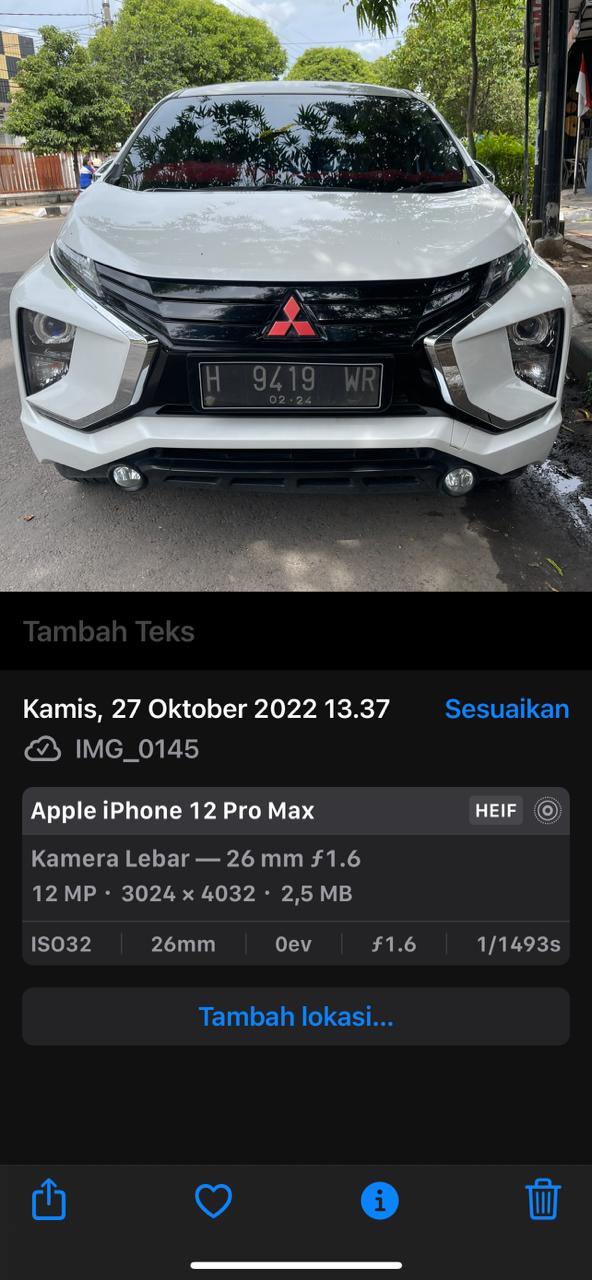 H 9419 WR
02·24
Tambah Teks
Kamis, 27 Oktober 2022 13.37 Sesuaikan
IMG_0145
Apple iPhone 12 Pro Max HEIF
Kamera Lebar — 26 mm ƒ1.6
12 MP · 3024 × 4032 · 2,5 MB
ISO32 26mm 0ev ƒ1.6 1/1493s
Tambah lokasi...